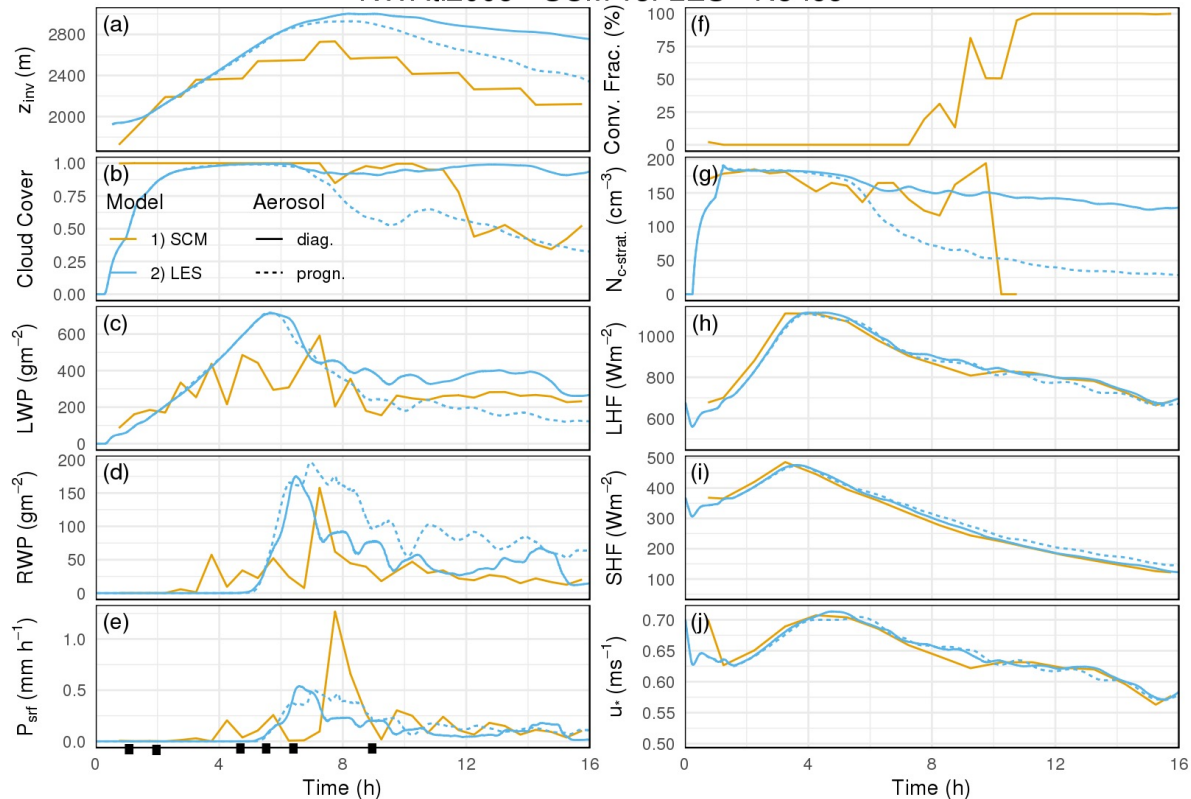 (a)
z_inv (m)
2800
2400
2000
(b)
Cloud Cover
1.00
0.75
0.50
0.25
0.00
Model
Aerosol
1) SCM
diag.
2) LES
progn.
(c)
LWP (gm⁻²)
600
400
200
0
(d)
RWP (gm⁻²)
200
150
100
50
0
(e)
P_srf (mm h⁻¹)
1.0
0.5
0.0
0 4 8 12 16
Time (h)
(f)
Conv. Frac. (%)
100
75
50
25
0
(g)
N_c-strat. (cm⁻³)
200
150
100
50
0
(h)
LHF (Wm⁻²)
1000
800
600
(i)
SHF (Wm⁻²)
500
400
300
200
100
(j)
u* (ms⁻¹)
0.70
0.65
0.60
0.55
0.50
0 4 8 12 16
Time (h)